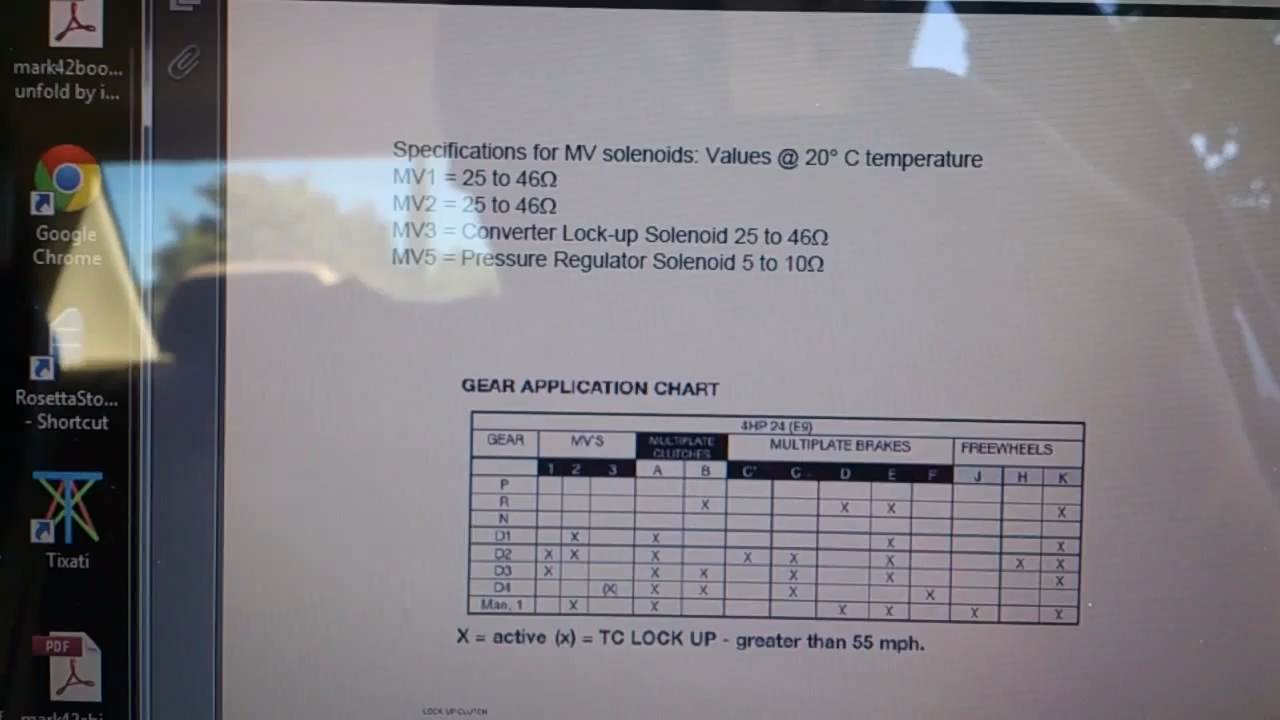 mark42boo...
unfold by i...
Google
Chrome
RosettaSto...
- Shortcut
Tixati
PDF
Specifications for MV solenoids: Values @ 20° C temperature
MV1 = 25 to 46Ω
MV2 = 25 to 46Ω
MV3 = Converter Lock-up Solenoid 25 to 46Ω
MV5 = Pressure Regulator Solenoid 5 to 10Ω
GEAR APPLICATION CHART
4HP 24 (E9)
GEAR MV'S MULTIPLATE CLUTCHES MULTIPLATE BRAKES FREEWHEELS
1 2 3 A B C' C D E F J H K
P
R X X X X
N
D1 X X X X
D2 X X X X X X X X
D3 X X X X X X
D4 (X) X X X X
Man, 1 X X X X X X
X = active (x) = TC LOCK UP - greater than 55 mph.
LOCK UP CLUTCH